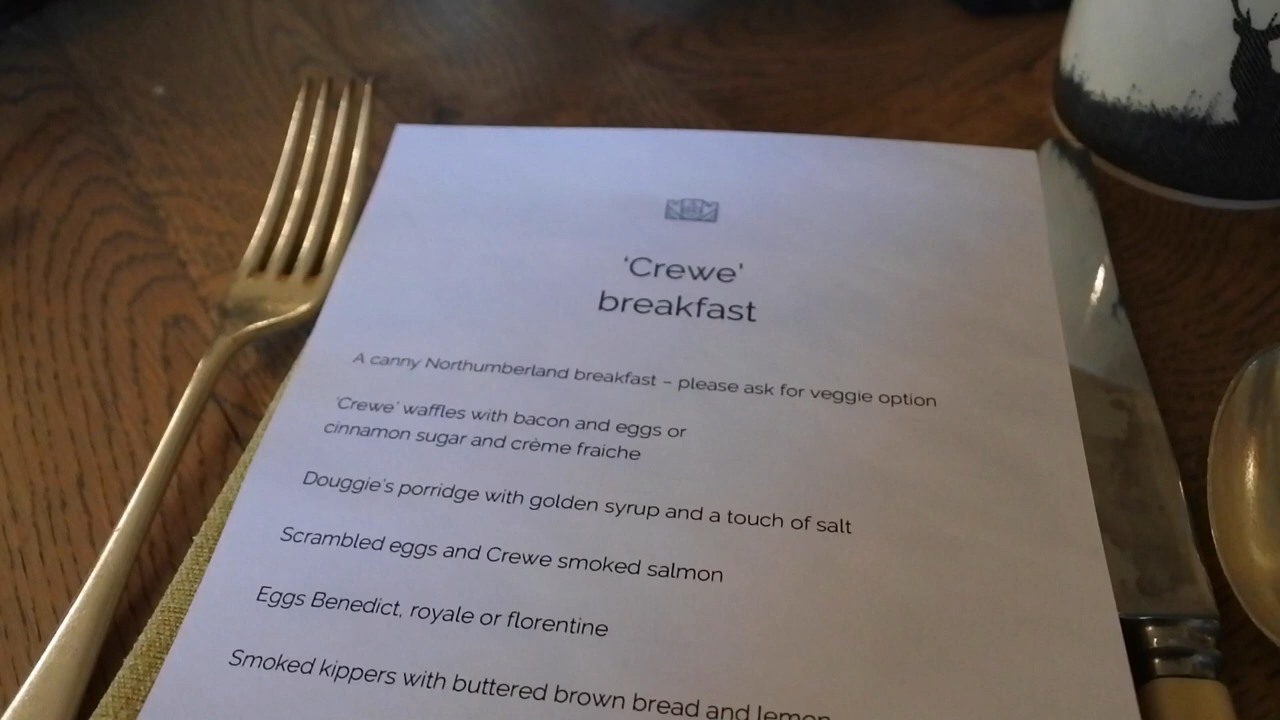 'Crewe'
breakfast
A canny Northumberland breakfast – please ask for veggie option
'Crewe' waffles with bacon and eggs or
cinnamon sugar and crème fraiche
Douggie's porridge with golden syrup and a touch of salt
Scrambled eggs and Crewe smoked salmon
Eggs Benedict, royale or florentine
Smoked kippers with buttered brown bread and lemon